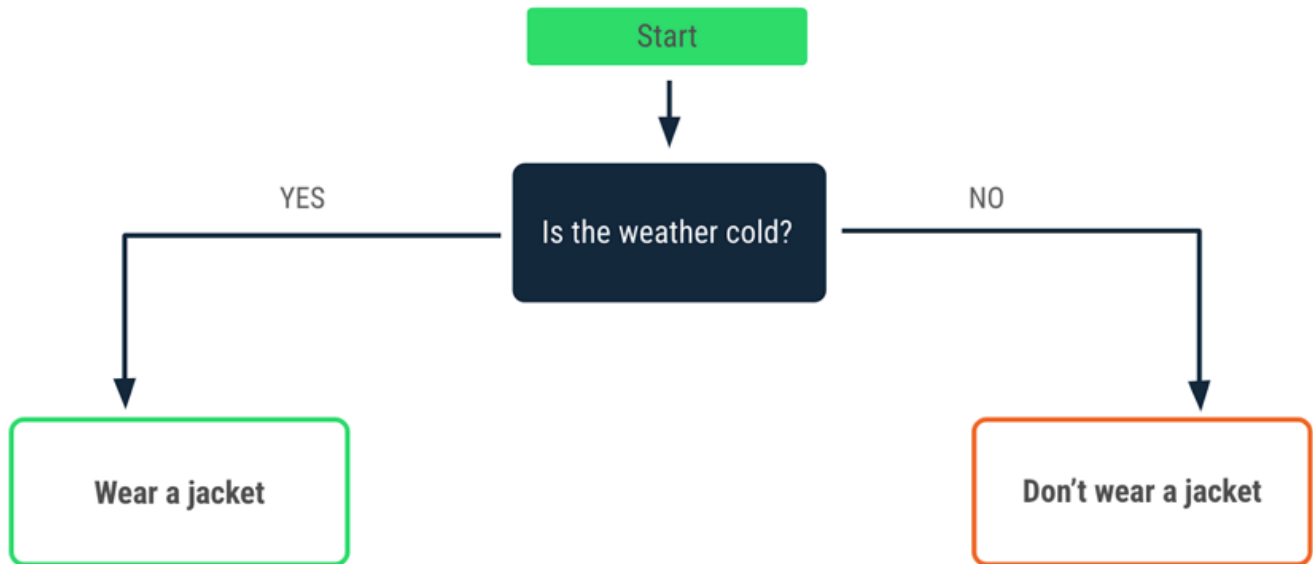 Start
YES
NO
Is the weather cold?
Wear a jacket
Don’t wear a jacket